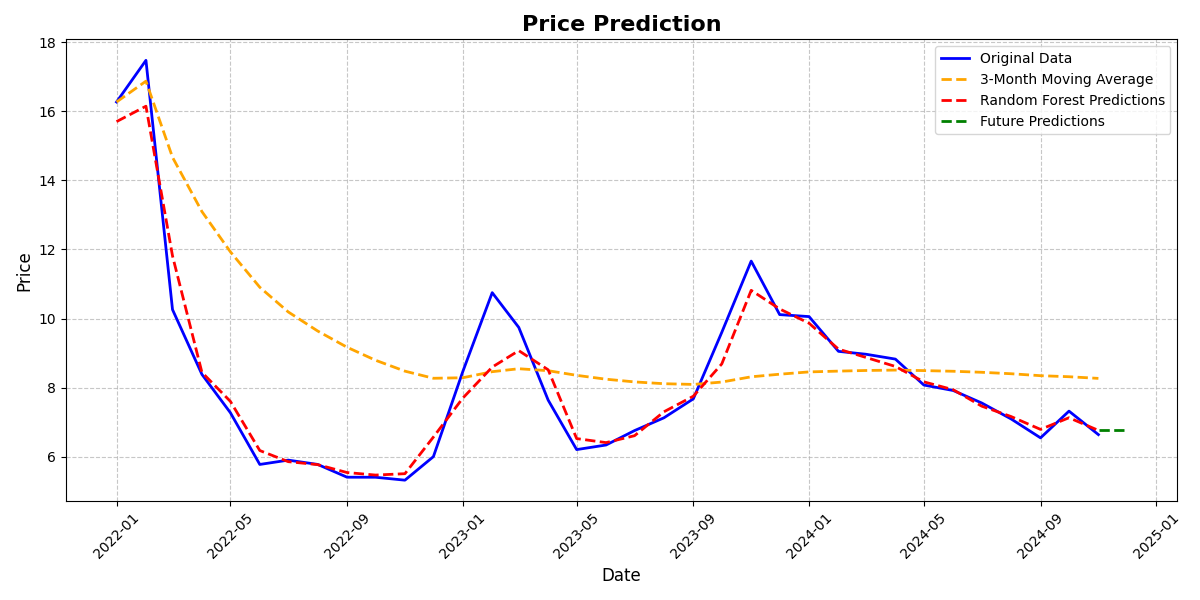 Price Prediction
Price
18
16
14
12
10
8
6
Original Data
3-Month Moving Average
Random Forest Predictions
Future Predictions
2022-01
2022-05
2022-09
2023-01
2023-05
2023-09
2024-01
2024-05
2024-09
2025-01
Date